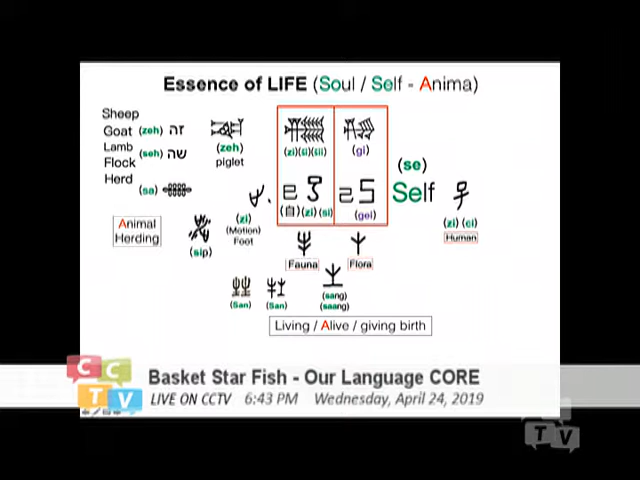 Essence of LIFE (Soul / Self - Anima)
Sheep
Goat (zeh) זה
Lamb (seh) שה
Flock
Herd (sa)
(zeh)
piglet
(zi)(si)(sii)
(gi)
(自)(zi)(si)
(gei)
(se)
Self
(zi) (ci)
Human
Animal
Herding
(sip)
(zi)
(Motion)
Foot
Fauna
Flora
(San)
(San)
(sang)
(saang)
Living / Alive / giving birth
CCTV
Basket Star Fish - Our Language CORE
LIVE ON CCTV 6:43 PM Wednesday, April 24, 2019
TV